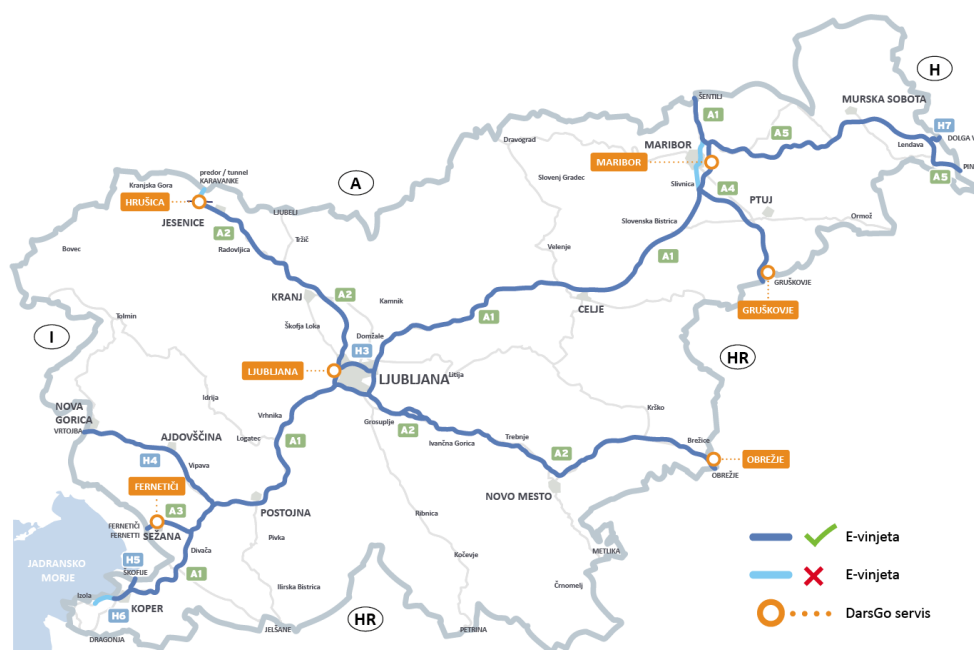 H
ŠENTILJ
A1
MURSKA SOBOTA
A5
H7
DOLGA V
Dravograd
MARIBOR
MARIBOR
Lendava
PIN
A5
predor / tunnel
KARAVANKE
A
Kranjska Gora
HRUŠICA
Slovenj Gradec
Slivnica
A4
PTUJ
JESENICE
LJUBELJ
Ormož
Tržič
A2
Radovljica
Slovenska Bistrica
Bovec
Velenje
A1
GRUŠKOVJE
KRANJ
A2
Kamnik
CELJE
GRUŠKOVJE
A1
Tolmin
Škofja Loka
Domžale
I
H3
HR
LJUBLJANA
LJUBLJANA
Litija
Idrija
NOVA
GORICA
VRTOJBA
Vrhnika
Grosuplje
Krško
AJDOVŠČINA
Logatec
A1
A2
Ivančna Gorica
Trebnje
Brežice
H4
Vipava
A2
OBREŽJE
OBREŽJE
FERNETIČI
NOVO MESTO
POSTOJNA
A3
Ribnica
FERNETIČI
FERNETTI
SEŽANA
Pivka
METLIKA
Divača
Kočevje
E-vinjeta
H5
ŠKOFIJE
JADRANSKO
MORJE
A1
E-vinjeta
Ilirska Bistrica
Črnomelj
Izola
KOPER
H6
DarsGo servis
HR
JELŠANE
PETRINA
DRAGONJA